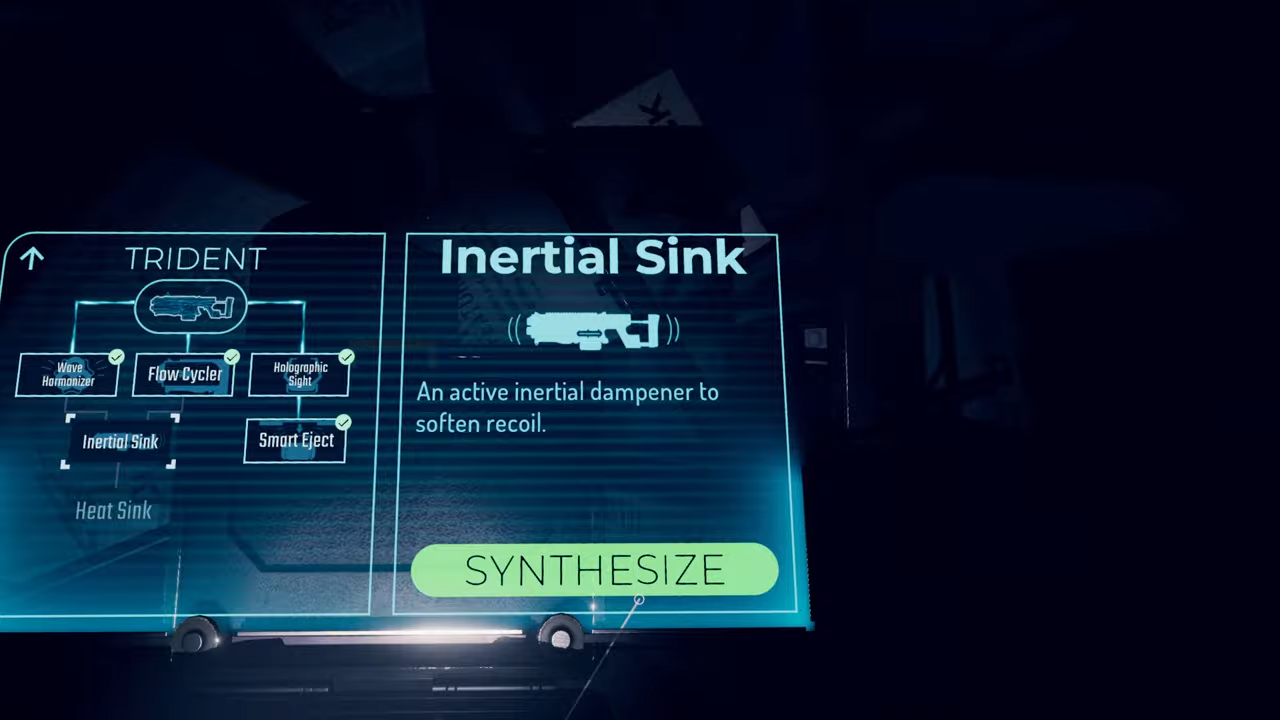 TRIDENT
Wave
Harmonizer
Flow Cycler
Holographic
Sight
Inertial Sink
Smart Eject
Heat Sink
Inertial Sink
An active inertial dampener to
soften recoil.
SYNTHESIZE